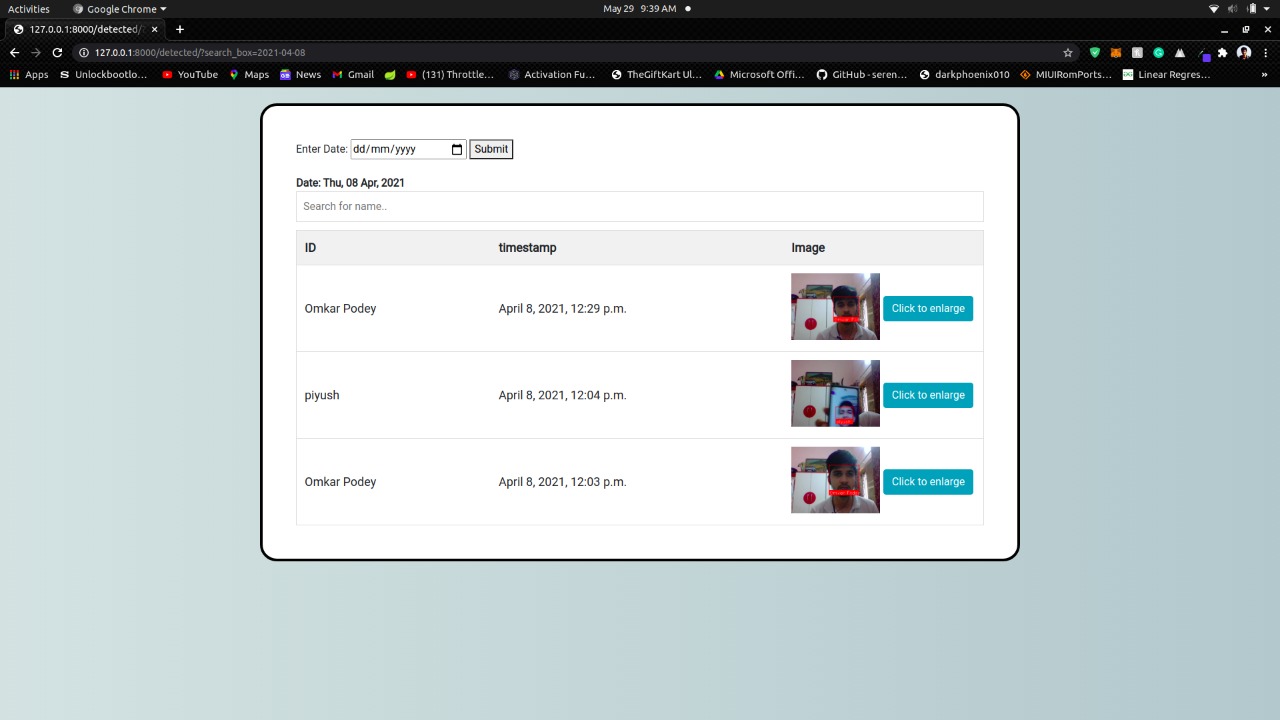 Activities Google Chrome May 29 9:39 AM
127.0.0.1:8000/detected/
127.0.0.1:8000/detected/?search_box=2021-04-08
Apps Unlockbootlo... YouTube Maps News Gmail (131) Throttle... Activation Fu... TheGiftKart Ul... Microsoft Offi... GitHub - seren... darkphoenix010 MIUIRomPorts... Linear Regres... »
Enter Date: dd/mm/yyyy Submit
Date: Thu, 08 Apr, 2021
Search for name..
ID timestamp Image
Omkar Podey April 8, 2021, 12:29 p.m. Click to enlarge
piyush April 8, 2021, 12:04 p.m. Click to enlarge
Omkar Podey April 8, 2021, 12:03 p.m. Click to enlarge